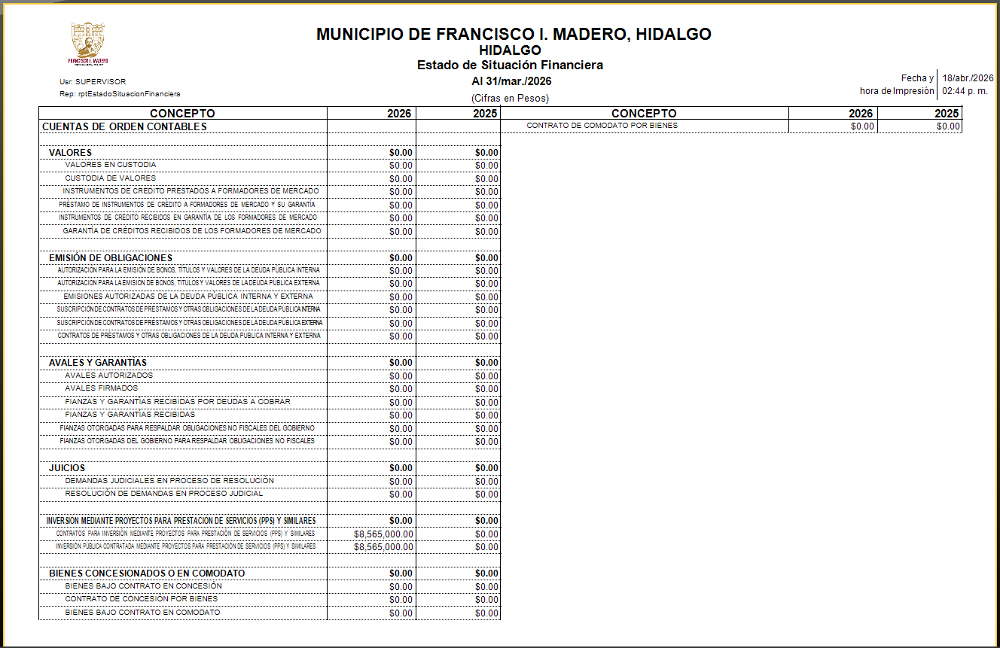 FRANCISCO I. MADERO
MUNICIPIO DE FRANCISCO I. MADERO, HIDALGO
HIDALGO
Estado de Situación Financiera
Usr: SUPERVISOR
Al 31/mar./2026
Fecha y 18/abr./2026
Rep: rptEstadoSituacionFinanciera
(Cifras en Pesos)
hora de Impresión 02:44 p. m.
CONCEPTO 2026 2025 CONCEPTO 2026 2025
CUENTAS DE ORDEN CONTABLES CONTRATO DE COMODATO POR BIENES $0.00 $0.00
VALORES $0.00 $0.00
VALORES EN CUSTODIA $0.00 $0.00
CUSTODIA DE VALORES $0.00 $0.00
INSTRUMENTOS DE CRÉDITO PRESTADOS A FORMADORES DE MERCADO $0.00 $0.00
PRÉSTAMO DE INSTRUMENTOS DE CRÉDITO A FORMADORES DE MERCADO Y SU GARANTÍA $0.00 $0.00
INSTRUMENTOS DE CRÉDITO RECIBIDOS EN GARANTÍA DE LOS FORMADORES DE MERCADO $0.00 $0.00
GARANTÍA DE CRÉDITOS RECIBIDOS DE LOS FORMADORES DE MERCADO $0.00 $0.00
EMISIÓN DE OBLIGACIONES $0.00 $0.00
AUTORIZACIÓN PARA LA EMISIÓN DE BONOS, TÍTULOS Y VALORES DE LA DEUDA PÚBLICA INTERNA $0.00 $0.00
AUTORIZACIÓN PARA LA EMISIÓN DE BONOS, TÍTULOS Y VALORES DE LA DEUDA PÚBLICA EXTERNA $0.00 $0.00
EMISIONES AUTORIZADAS DE LA DEUDA PÚBLICA INTERNA Y EXTERNA $0.00 $0.00
SUSCRIPCIÓN DE CONTRATOS DE PRÉSTAMOS Y OTRAS OBLIGACIONES DE LA DEUDA PÚBLICA INTERNA $0.00 $0.00
SUSCRIPCIÓN DE CONTRATOS DE PRÉSTAMOS Y OTRAS OBLIGACIONES DE LA DEUDA PÚBLICA EXTERNA $0.00 $0.00
CONTRATOS DE PRÉSTAMOS Y OTRAS OBLIGACIONES DE LA DEUDA PÚBLICA INTERNA Y EXTERNA $0.00 $0.00
AVALES Y GARANTÍAS $0.00 $0.00
AVALES AUTORIZADOS $0.00 $0.00
AVALES FIRMADOS $0.00 $0.00
FIANZAS Y GARANTÍAS RECIBIDAS POR DEUDAS A COBRAR $0.00 $0.00
FIANZAS Y GARANTÍAS RECIBIDAS $0.00 $0.00
FIANZAS OTORGADAS PARA RESPALDAR OBLIGACIONES NO FISCALES DEL GOBIERNO $0.00 $0.00
FIANZAS OTORGADAS DEL GOBIERNO PARA RESPALDAR OBLIGACIONES NO FISCALES $0.00 $0.00
JUICIOS $0.00 $0.00
DEMANDAS JUDICIALES EN PROCESO DE RESOLUCIÓN $0.00 $0.00
RESOLUCIÓN DE DEMANDAS EN PROCESO JUDICIAL $0.00 $0.00
INVERSIÓN MEDIANTE PROYECTOS PARA PRESTACIÓN DE SERVICIOS (PPS) Y SIMILARES $0.00 $0.00
CONTRATOS PARA INVERSIÓN MEDIANTE PROYECTOS PARA PRESTACIÓN DE SERVICIOS (PPS) Y SIMILARES $8,565,000.00 $0.00
INVERSIÓN PÚBLICA CONTRATADA MEDIANTE PROYECTOS PARA PRESTACIÓN DE SERVICIOS (PPS) Y SIMILARES $8,565,000.00 $0.00
BIENES CONCESIONADOS O EN COMODATO $0.00 $0.00
BIENES BAJO CONTRATO EN CONCESIÓN $0.00 $0.00
CONTRATO DE CONCESIÓN POR BIENES $0.00 $0.00
BIENES BAJO CONTRATO EN COMODATO $0.00 $0.00